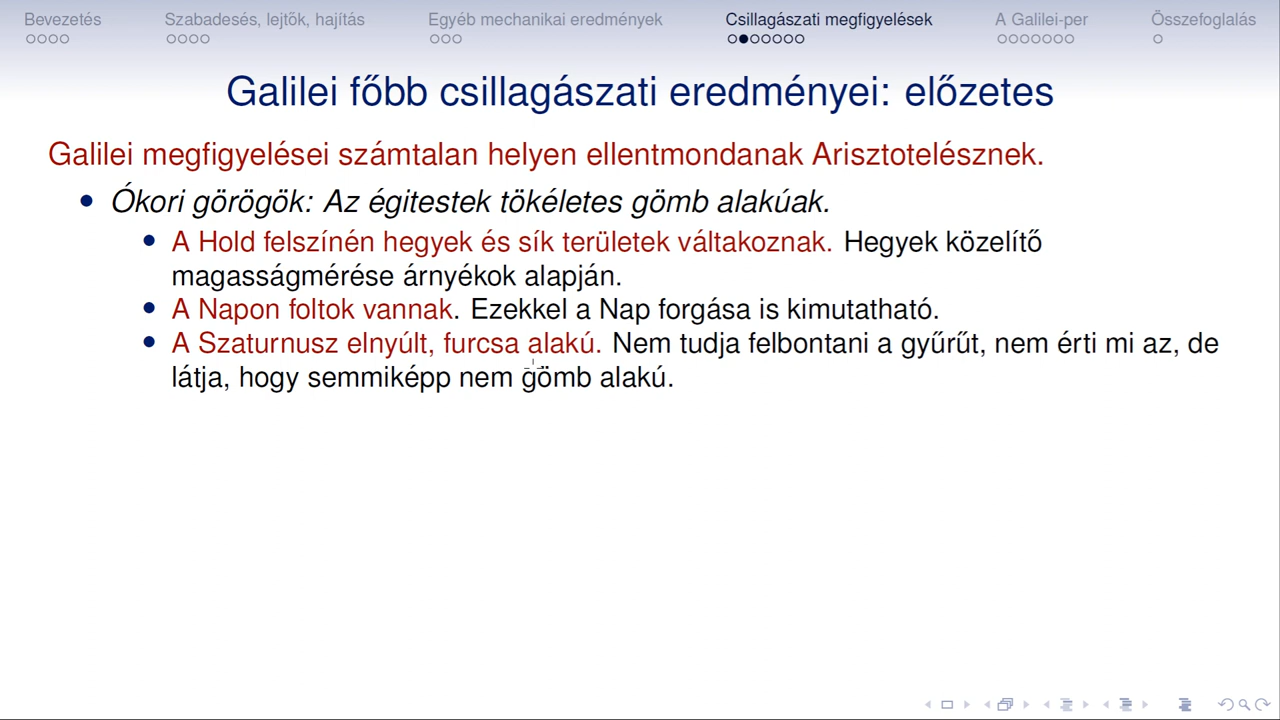 Bevezetés Szabadesés, lejtők, hajítás Egyéb mechanikai eredmények Csillagászati megfigyelések A Galilei-per Összefoglalás
Galilei főbb csillagászati eredményei: előzetes
Galilei megfigyelései számtalan helyen ellentmondanak Arisztotelésznek.
Ókori görögök: Az égitestek tökéletes gömb alakúak.
A Hold felszínén hegyek és sík területek váltakoznak. Hegyek közelítő
magasságmérése árnyékok alapján.
A Napon foltok vannak. Ezekkel a Nap forgása is kimutatható.
A Szaturnusz elnyúlt, furcsa alakú. Nem tudja felbontani a gyűrűt, nem érti mi az, de
látja, hogy semmiképp nem gömb alakú.